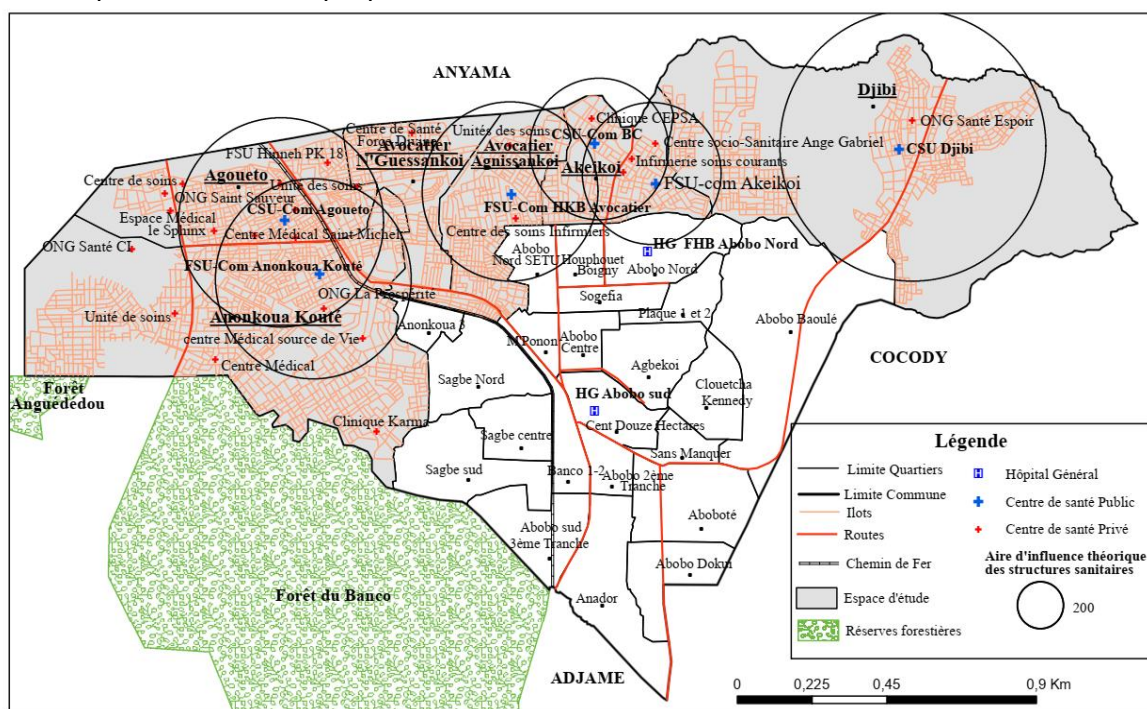 ANYAMA
Djibi
ONG Santé Espoir
CSU Djibi
Clinique CEPSA
CSU-Com BC
Centre socio-Sanitaire Ange Gabriel
Akeikoi
Infirmerie soins courants
FSU-com Akeikoi
Centre de Santé
Unités des soins
Avocatier
N'Guessankoi
Avocatier
Agnissankoi
FSU-Com HKB Avocatier
Centre des soins Infirmiers
FSU Hinneh PK 18
Agoueto
Unité des soins
Centre de soins
ONG Saint Sauveur
CSU-Com Agoueto
Espace Médical
le Sphinx
Centre Médical Saint Michel
ONG Santé CI
FSU-Com Anonkoua Kouté
ONG La Prospérité
Unité de soins
Anonkoua Kouté
centre Médical source de Vie
Centre Médical
Clinique Karma
Abobo
Nord SETU
Houphouet
Boigny
HG FHB Abobo Nord
Abobo Nord
Sogefia
Plaque 1 et 2
Abobo Baoulé
Anonkoua 3
M'Ponon
Abobo
Centre
Agbekoi
Clouetcha
Kennedy
COCODY
Sagbe Nord
HG Abobo sud
Cent Douze Hectares
Sagbe centre
Sans Manquer
Sagbe sud
Banco 1-2
Abobo 2ème
Tranche
Abobo sud
3ème Tranche
Aboboté
Abobo Dokui
Anador
ADJAME
Forêt
Anguédédou
Forêt du Banco
Légende
Limite Quartiers
Limite Commune
Ilots
Routes
Chemin de Fer
Espace d'étude
Réserves forestières
Hôpital Général
Centre de santé Public
Centre de santé Privé
Aire d'influence théorique
des structures sanitaires
200
0 0,225 0,45 0,9 Km